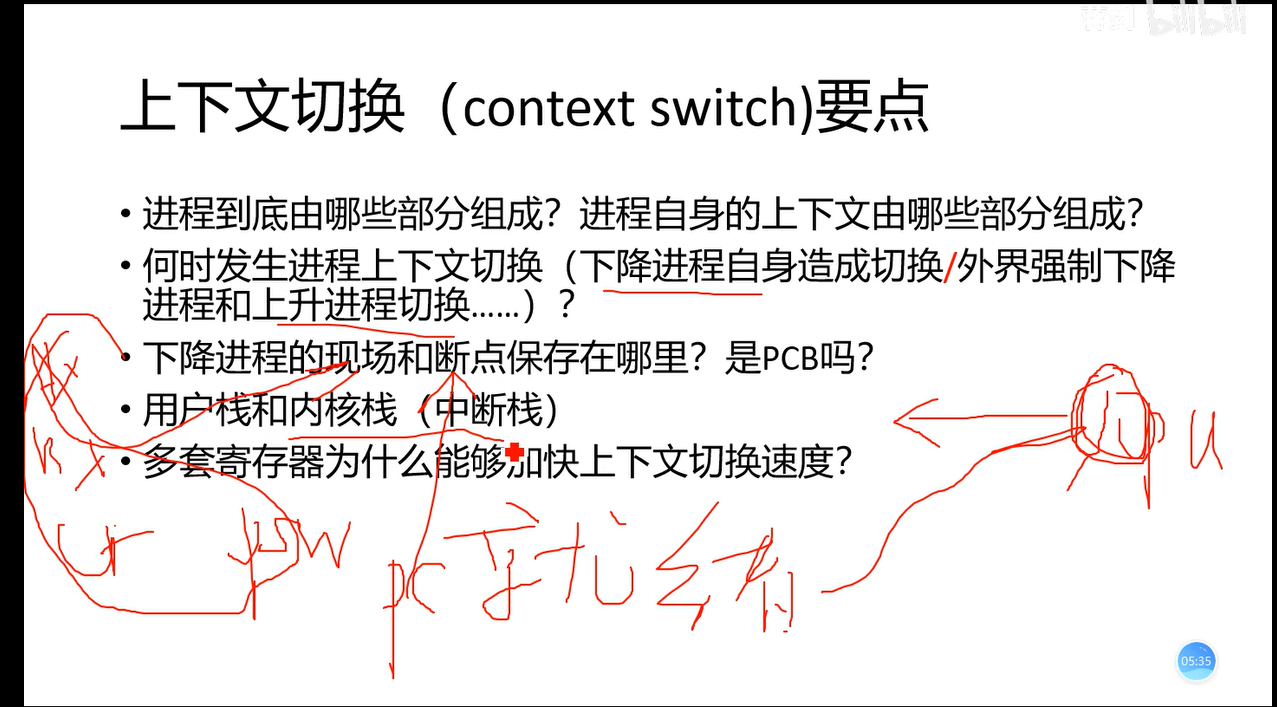 bilibili
上下文切换（context switch)要点
• 进程到底由哪些部分组成？进程自身的上下文由哪些部分组成？
• 何时发生进程上下文切换（下降进程自身造成切换/外界强制下降
进程和上升进程切换......）？
• 下降进程的现场和断点保存在哪里？是PCB吗？
• 用户栈和内核栈（中断栈）
• 多套寄存器为什么能够加快上下文切换速度？
PSW
PC
05:35